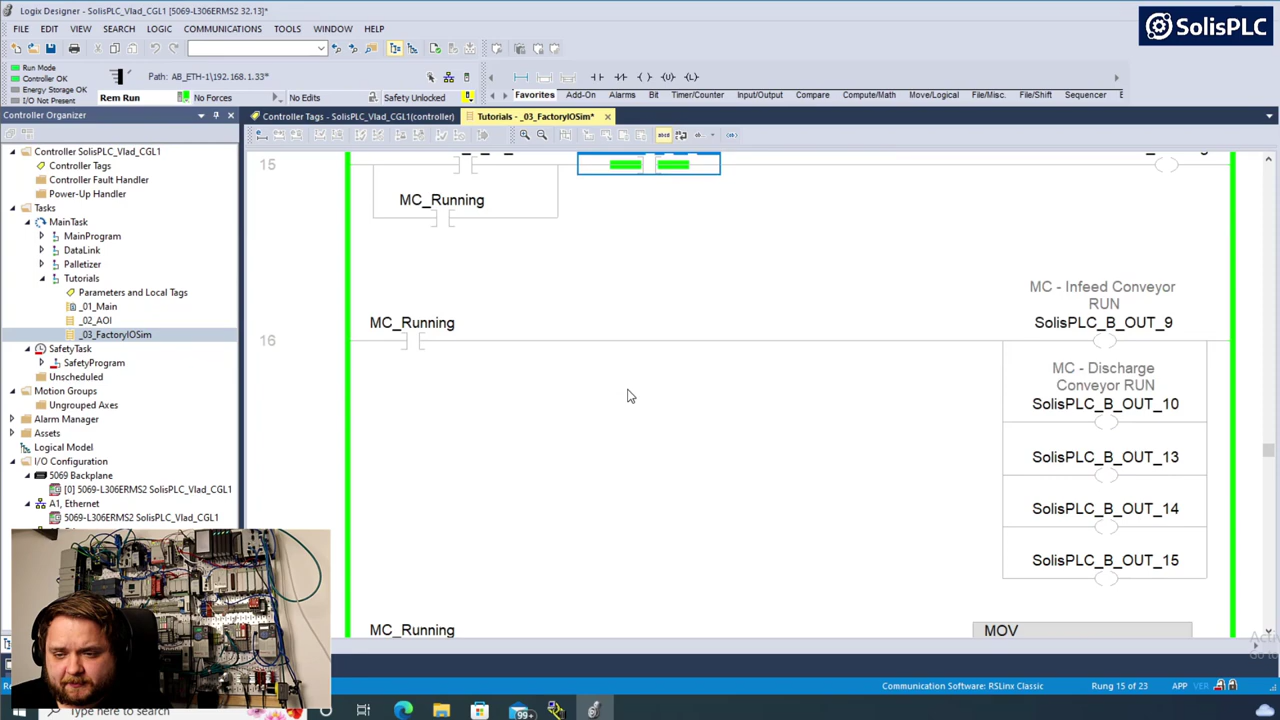 Logix Designer - SolisPLC_Vlad_CGL1 [5069-L306ERMS2 32.13]*
SolisPLC
FILE EDIT VIEW SEARCH LOGIC COMMUNICATIONS TOOLS WINDOW HELP
Run Mode
Controller OK
Energy Storage OK
I/O Not Present
Path: AB_ETH-1\192.168.1.33*
Rem Run No Forces No Edits Safety Unlocked
Favorites Add-On Alarms Bit Timer/Counter Input/Output Compare Compute/Math Move/Logical File/Misc. File/Shift Sequencer
Controller Organizer
Controller Tags - SolisPLC_Vlad_CGL1(controller)
Tutorials - _03_FactoryIOSim*
Controller SolisPLC_Vlad_CGL1
Controller Tags
Controller Fault Handler
Power-Up Handler
Tasks
MainTask
MainProgram
DataLink
Palletizer
Tutorials
Parameters and Local Tags
_01_Main
_02_AOI
_03_FactoryIOSim
SafetyTask
SafetyProgram
Unscheduled
Motion Groups
Ungrouped Axes
Alarm Manager
Assets
Logical Model
I/O Configuration
5069 Backplane
[0] 5069-L306ERMS2 SolisPLC_Vlad_CGL1
A1, Ethernet
5069-L306ERMS2 SolisPLC_Vlad_CGL1
15
MC_Running
16
MC_Running
MC - Infeed Conveyor
RUN
SolisPLC_B_OUT_9
MC - Discharge
Conveyor RUN
SolisPLC_B_OUT_10
SolisPLC_B_OUT_13
SolisPLC_B_OUT_14
SolisPLC_B_OUT_15
MC_Running
MOV
Communication Software: RSLinx Classic Rung 15 of 23 APP VER
Type here to search
99+